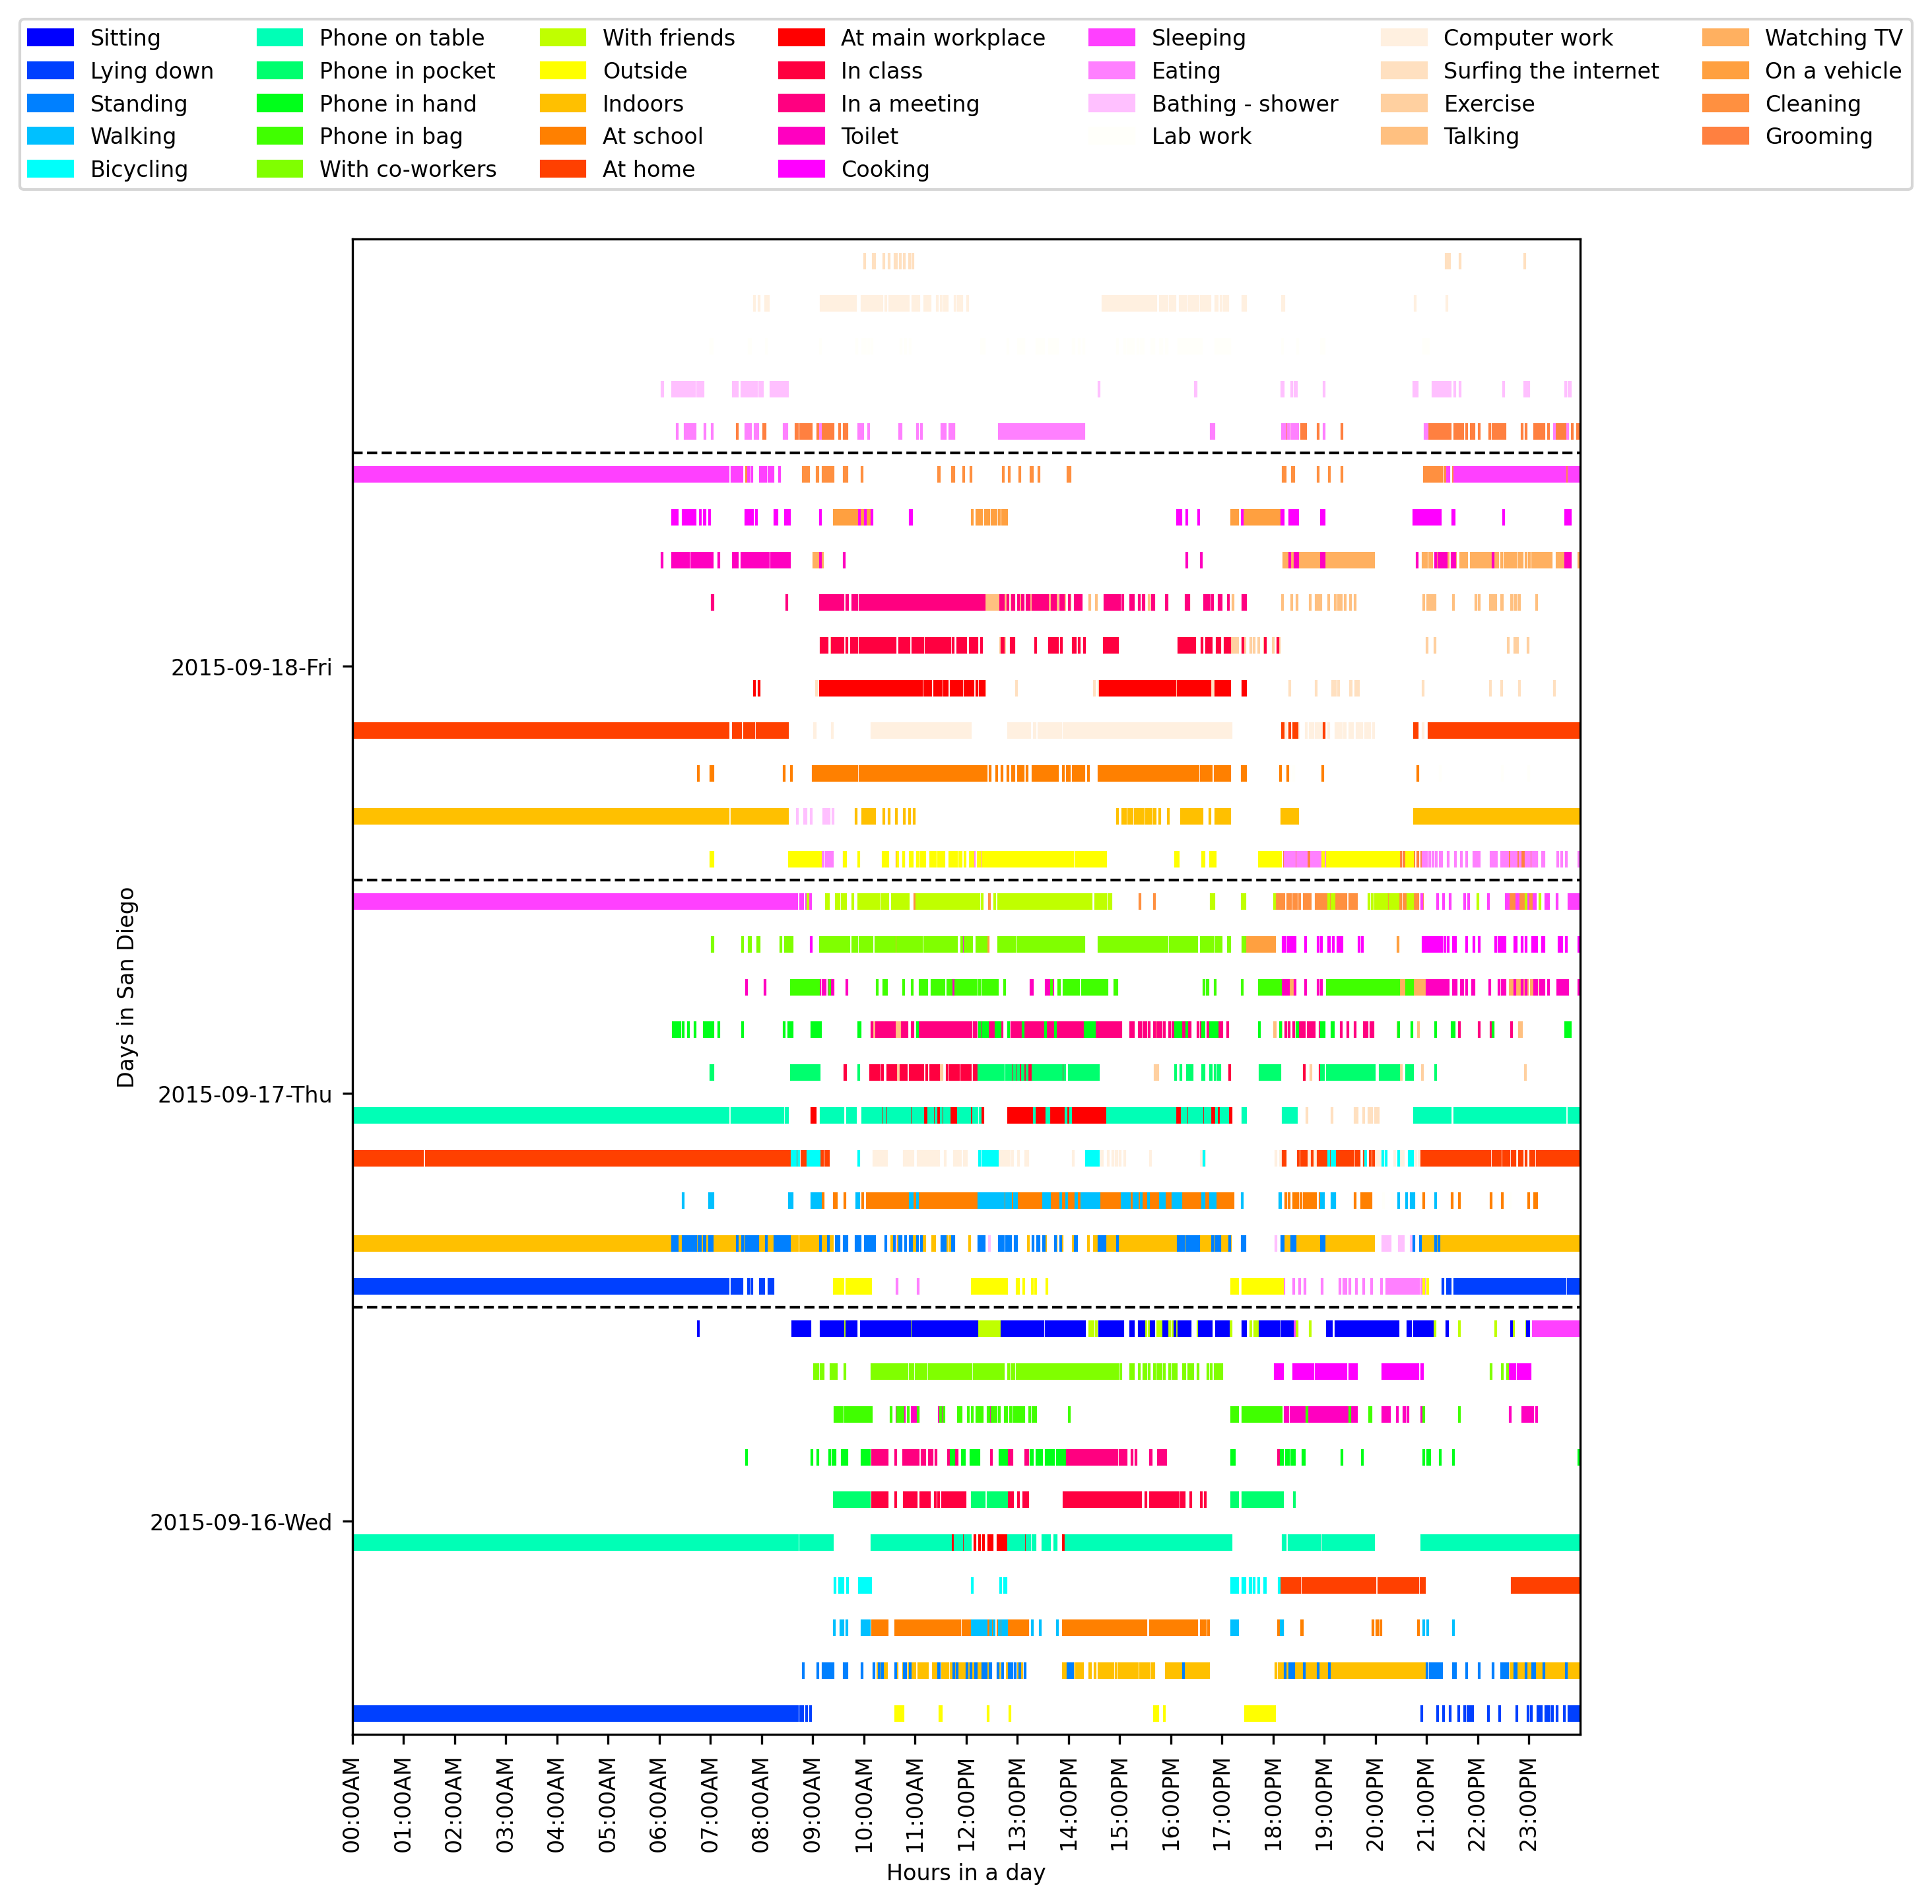 Sitting
Lying down
Standing
Walking
Bicycling
Phone on table
Phone in pocket
Phone in hand
Phone in bag
With co-workers
With friends
Outside
Indoors
At school
At home
At main workplace
In class
In a meeting
Toilet
Cooking
Sleeping
Eating
Bathing - shower
Lab work
Computer work
Surfing the internet
Exercise
Talking
Watching TV
On a vehicle
Cleaning
Grooming
2015-09-18-Fri
2015-09-17-Thu
2015-09-16-Wed
Days in San Diego
00:00AM
01:00AM
02:00AM
03:00AM
04:00AM
05:00AM
06:00AM
07:00AM
08:00AM
09:00AM
10:00AM
11:00AM
12:00PM
13:00PM
14:00PM
15:00PM
16:00PM
17:00PM
18:00PM
19:00PM
20:00PM
21:00PM
22:00PM
23:00PM
Hours in a day